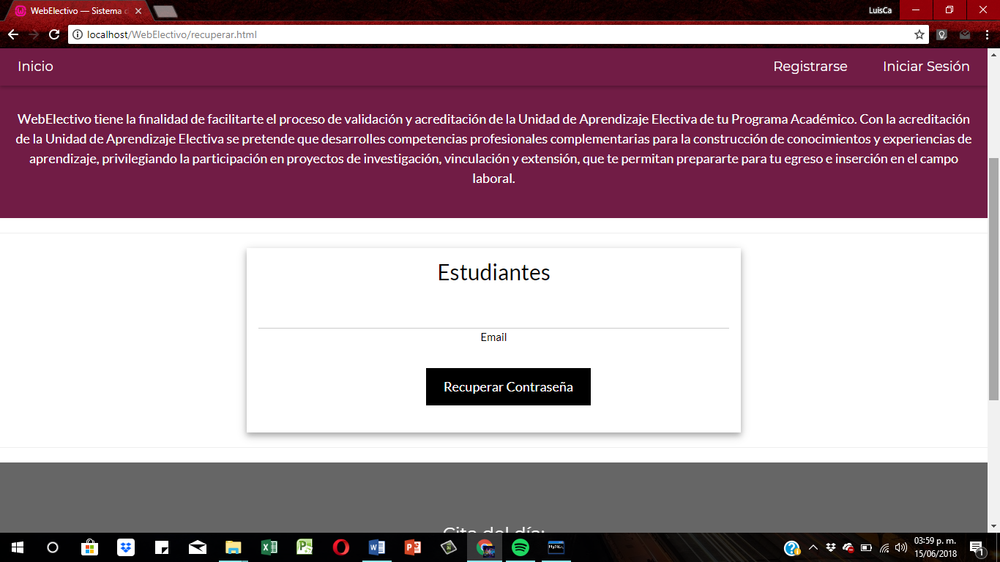 WebElectivo — Sistema d
LuisCa
localhost/WebElectivo/recuperar.html
Inicio
Registrarse
Iniciar Sesión
WebElectivo tiene la finalidad de facilitarte el proceso de validación y acreditación de la Unidad de Aprendizaje Electiva de tu Programa Académico. Con la acreditación
de la Unidad de Aprendizaje Electiva se pretende que desarrolles competencias profesionales complementarias para la construcción de conocimientos y experiencias de
aprendizaje, privilegiando la participación en proyectos de investigación, vinculación y extensión, que te permitan prepararte para tu egreso e inserción en el campo
laboral.
Estudiantes
Email
Recuperar Contraseña
Cita del día:
03:59 p. m.
15/06/2018
1